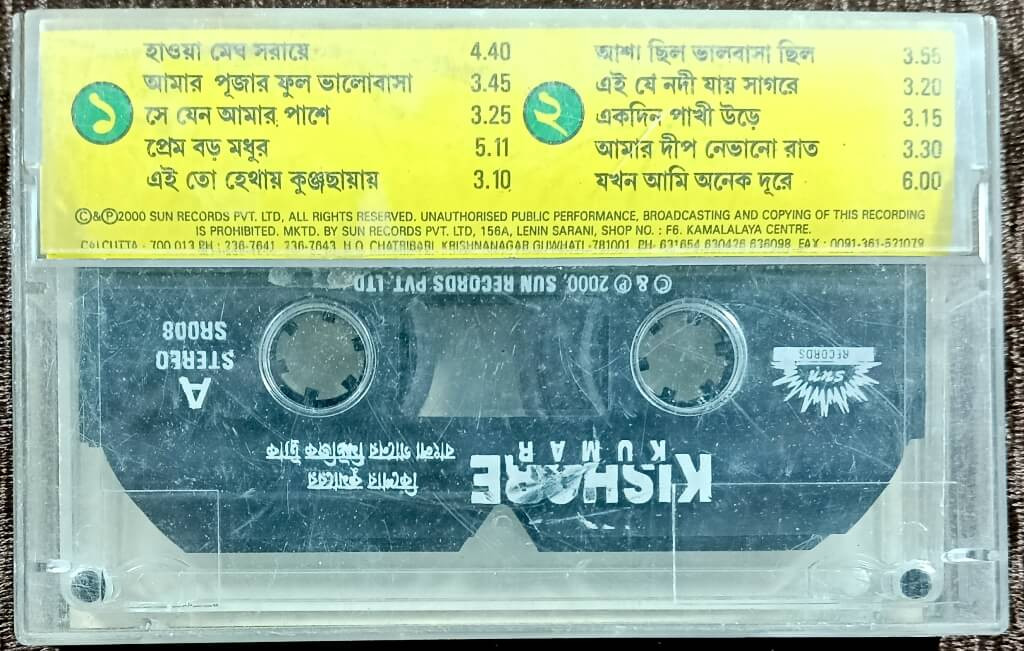 হাওয়া মেঘ সরায়ে 4.40
আমার পূজার ফুল ভালোবাসা 3.45
১ সে যেন আমার পাশে 3.25
প্রেম বড় মধুর 5.11
এই তো হেথায় কুঞ্জছায়ায় 3.10
আশা ছিল ভালবাসা ছিল 3.55
এই যে নদী যায় সাগরে 3.20
২ একদিন পাখী উড়ে 3.15
আমার দীপ নেভানো রাত 3.30
যখন আমি অনেক দূরে 6.00
©&℗2000 SUN RECORDS PVT. LTD, ALL RIGHTS RESERVED. UNAUTHORISED PUBLIC PERFORMANCE, BROADCASTING AND COPYING OF THIS RECORDING
IS PROHIBITED. MKTD. BY SUN RECORDS PVT. LTD, 156A, LENIN SARANI, SHOP NO. : F6. KAMALALAYA CENTRE.
CALCUTTA - 700 013 PH : 236-7641, 236-7643, H.O. CHATRIBARI, KRISHNANAGAR GUWHATI-781001, PH- 631654, 630426, 636098, FAX : 0091-361-521079
© & ℗ 2000, SUN RECORDS PVT. LTD
SR008
STEREO
A
sun
RECORDS
KISHORE
KUMAR
কিশোর কুমারের
বাংলা গানের মিউজিক ট্র্যাক